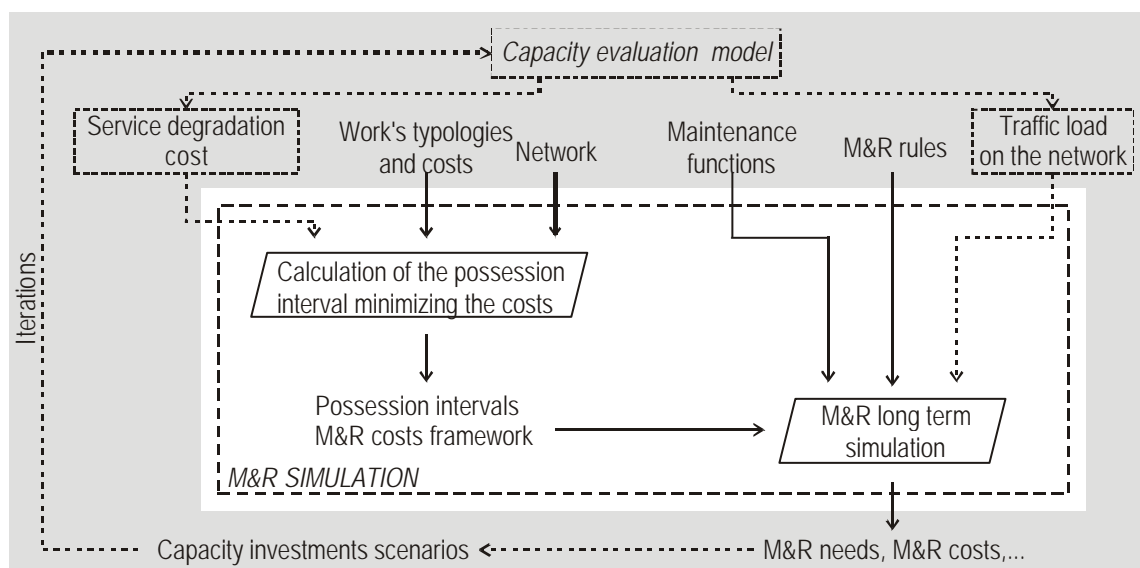 Capacity evaluation model
Service degradation
cost
Work's typologies
and costs
Network
Maintenance
functions
M&R rules
Traffic load
on the network
Iterations
Calculation of the possession
interval minimizing the costs
Possession intervals
M&R costs framework
M&R long term
simulation
M&R SIMULATION
Capacity investments scenarios
M&R needs, M&R costs,...